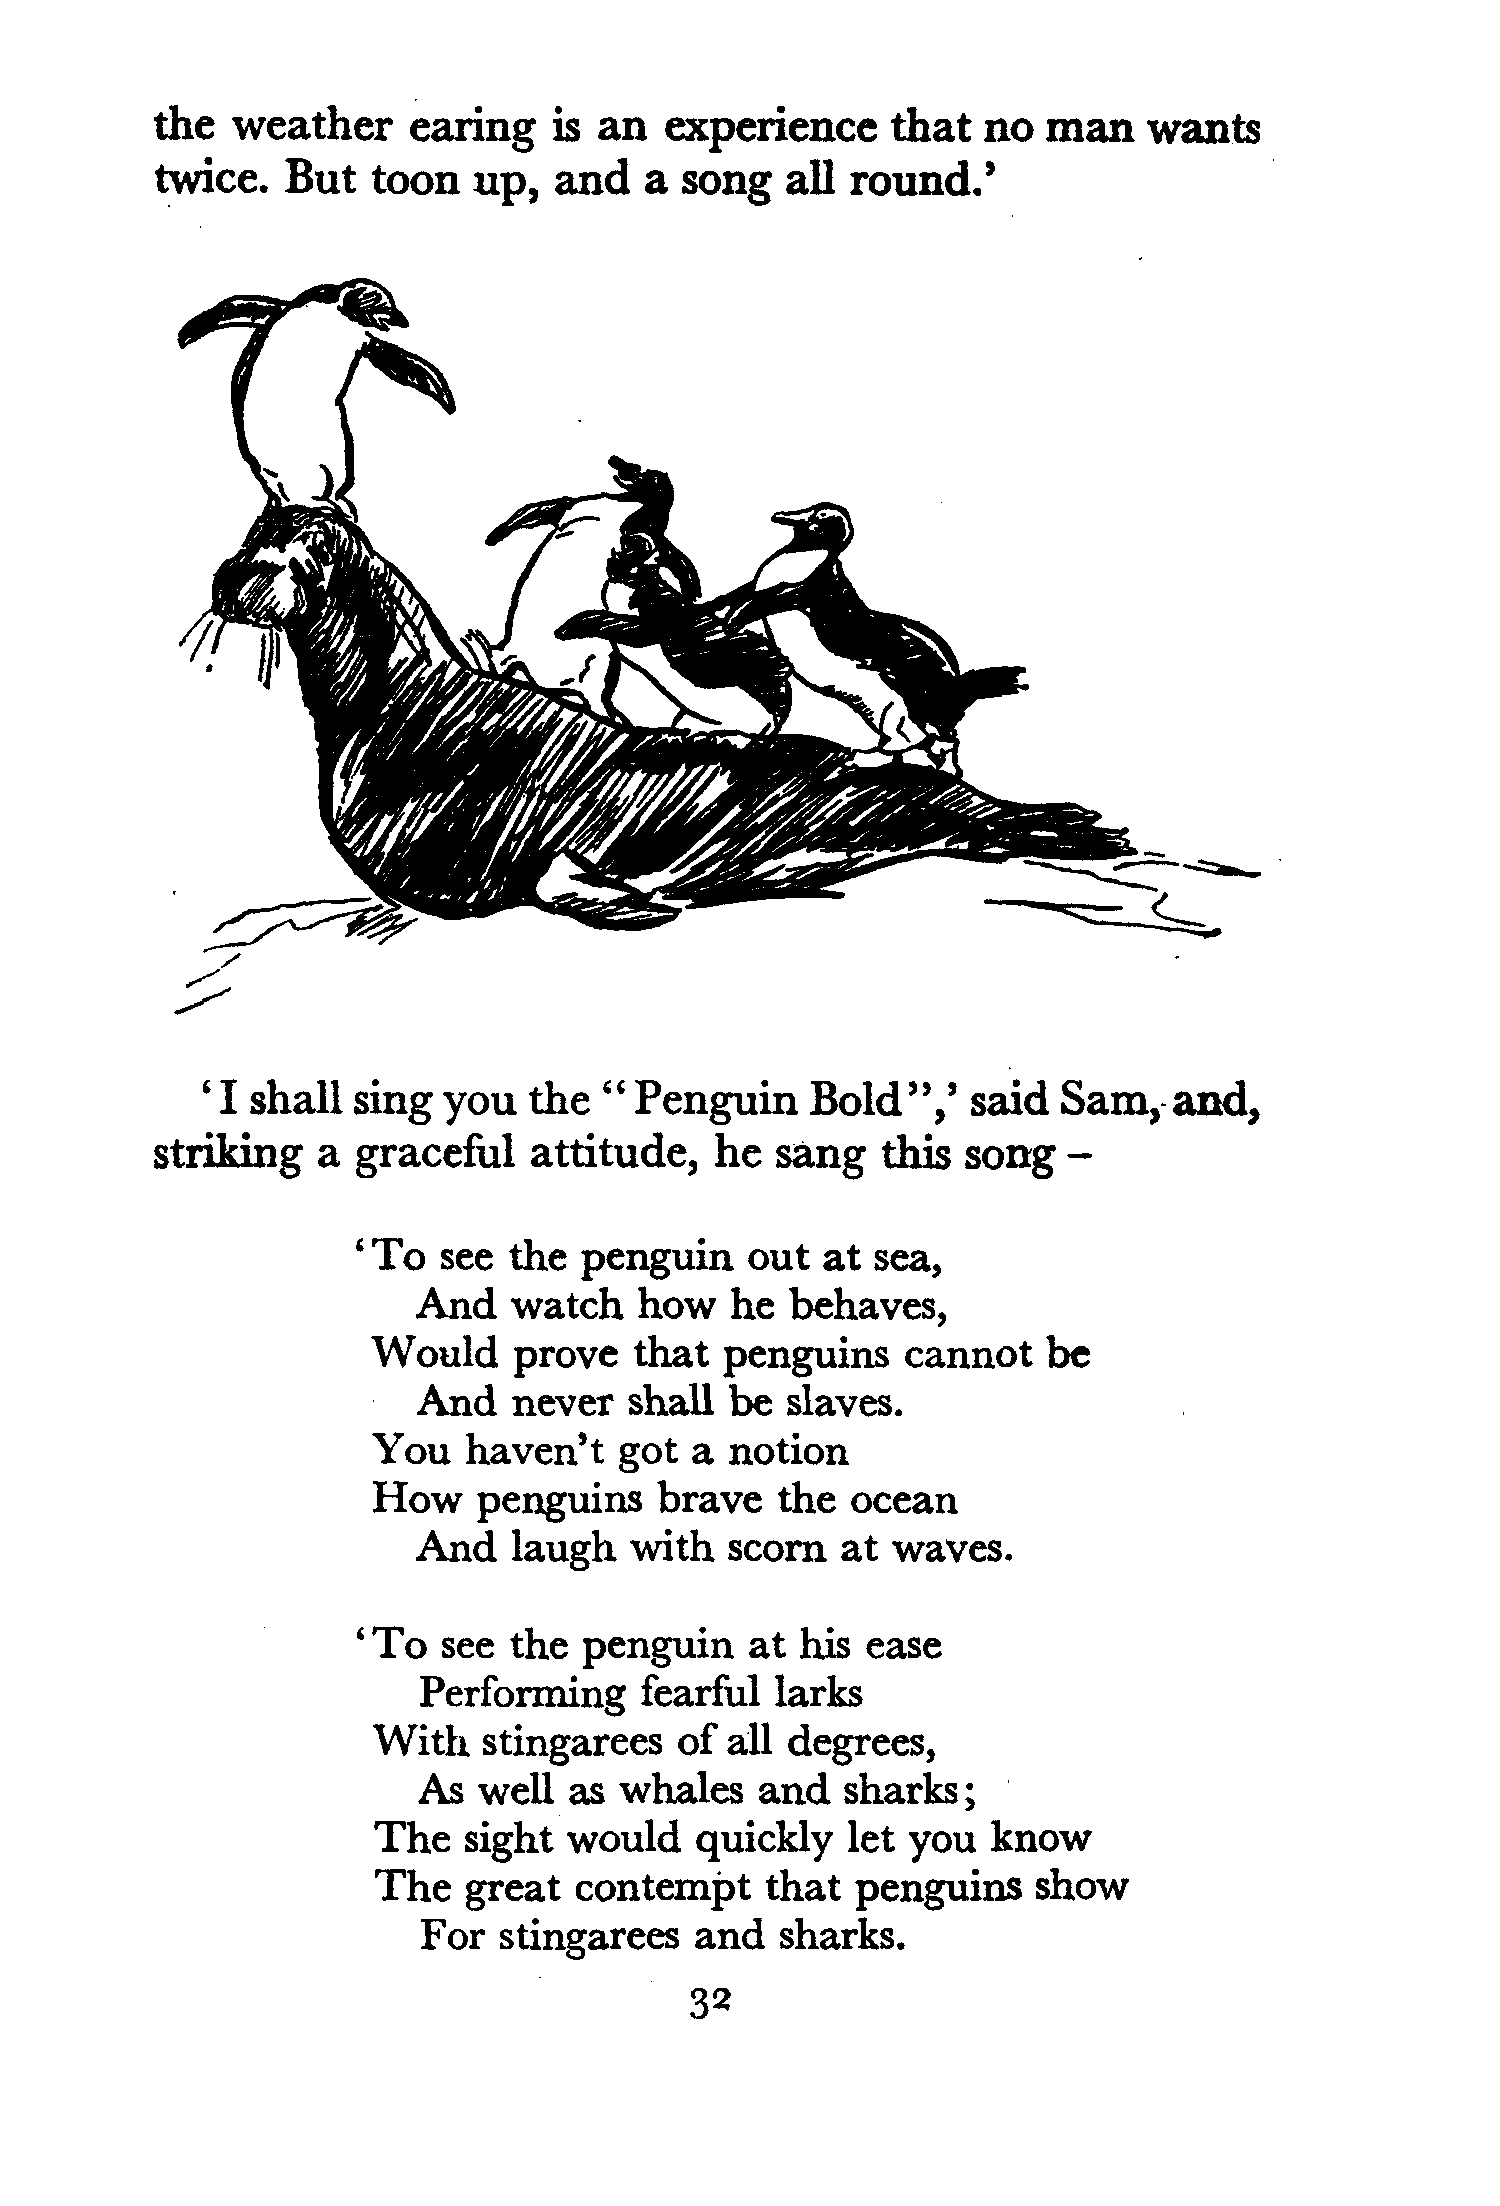 the weather earing is an experience that no man wants
twice. But toon up, and a song all round.’
‘I shall sing you the “Penguin Bold”,’ said Sam, and,
striking a graceful attitude, he sang this song –
‘To see the penguin out at sea,
And watch how he behaves,
Would prove that penguins cannot be
And never shall be slaves.
You haven’t got a notion
How penguins brave the ocean
And laugh with scorn at waves.
‘To see the penguin at his ease
Performing fearful larks
With stingarees of all degrees,
As well as whales and sharks;
The sight would quickly let you know
The great contempt that penguins show
For stingarees and sharks.
32